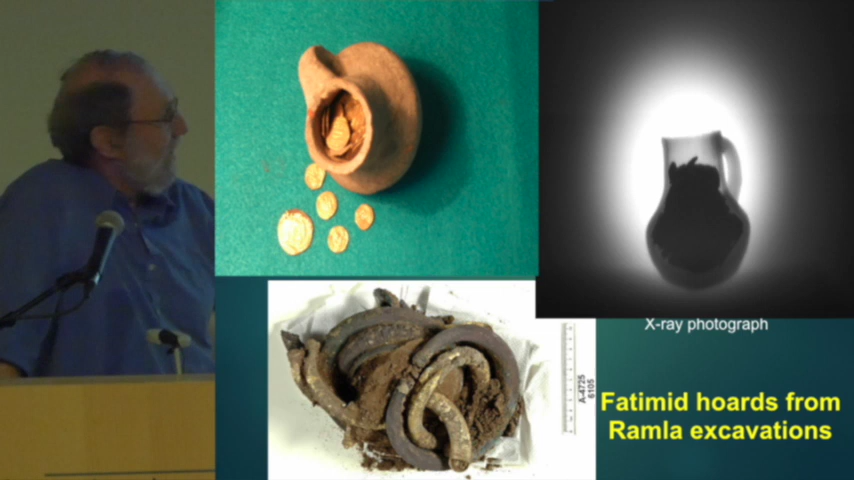 X-ray photograph
A-4725
6105
Fatimid hoards from
Ramla excavations